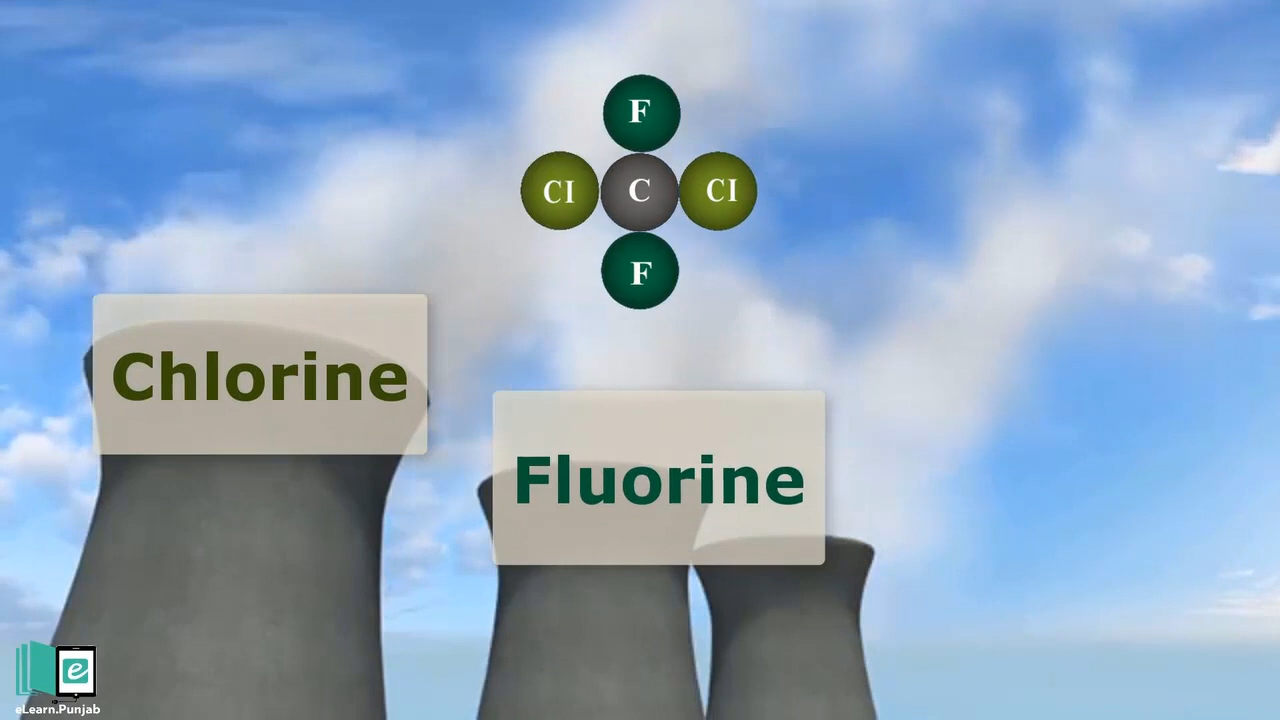 F
Cl C Cl
F
Chlorine
Fluorine
e
eLearn.Punjab